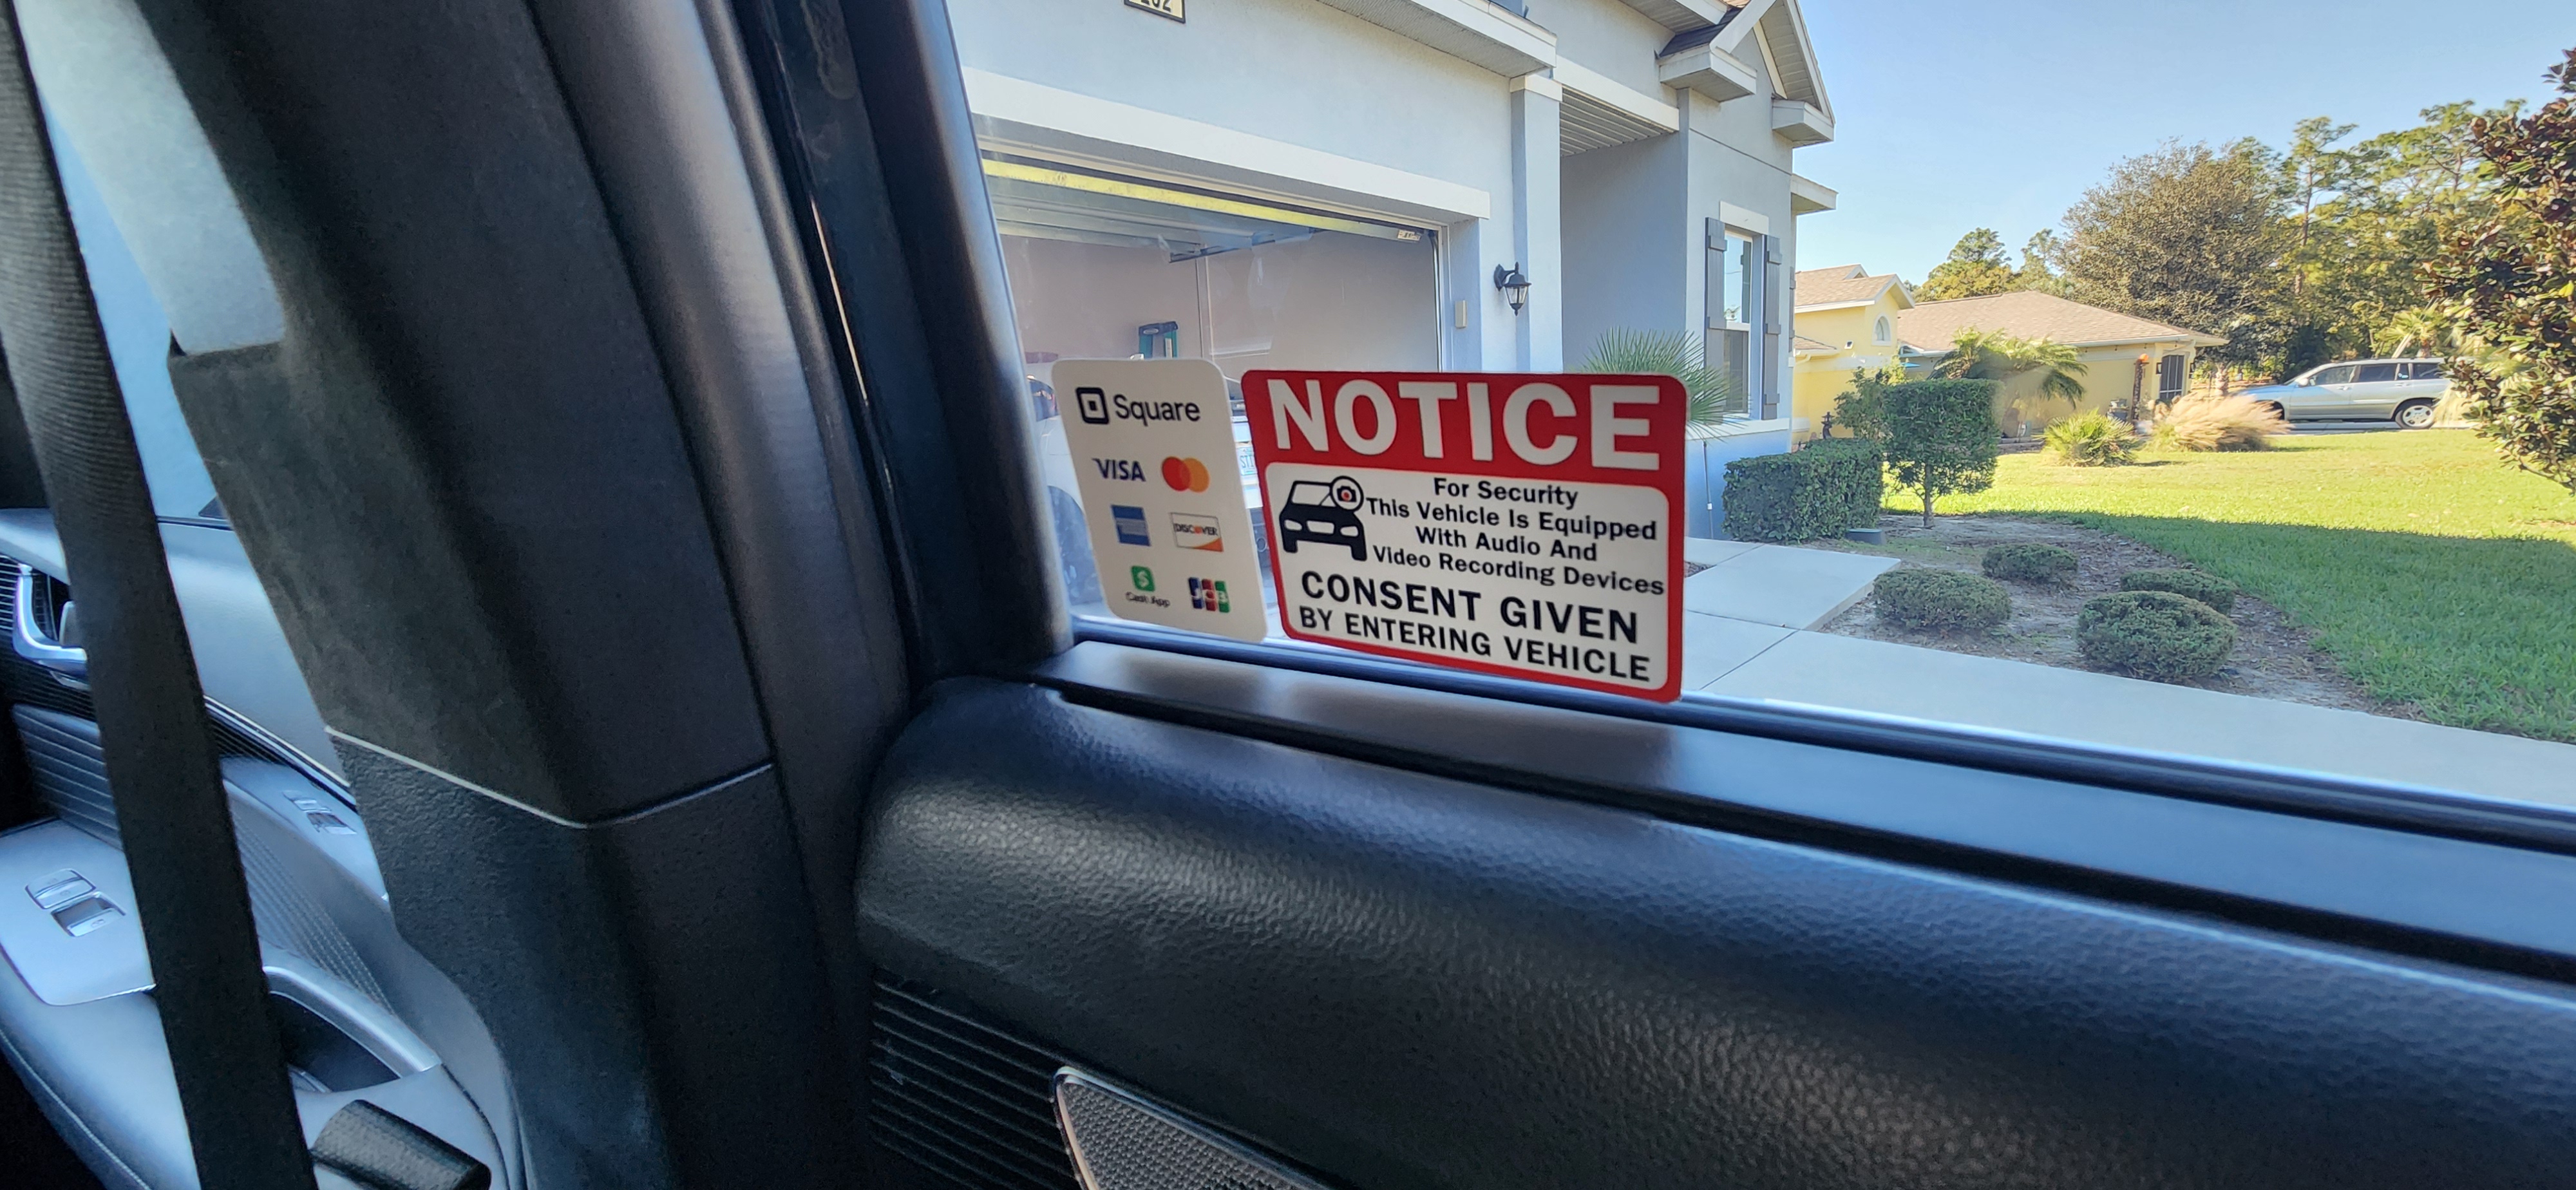 Square
VISA
DISCOVER
Cash App
JCB
NOTICE
For Security
This Vehicle Is Equipped
With Audio And
Video Recording Devices
CONSENT GIVEN
BY ENTERING VEHICLE